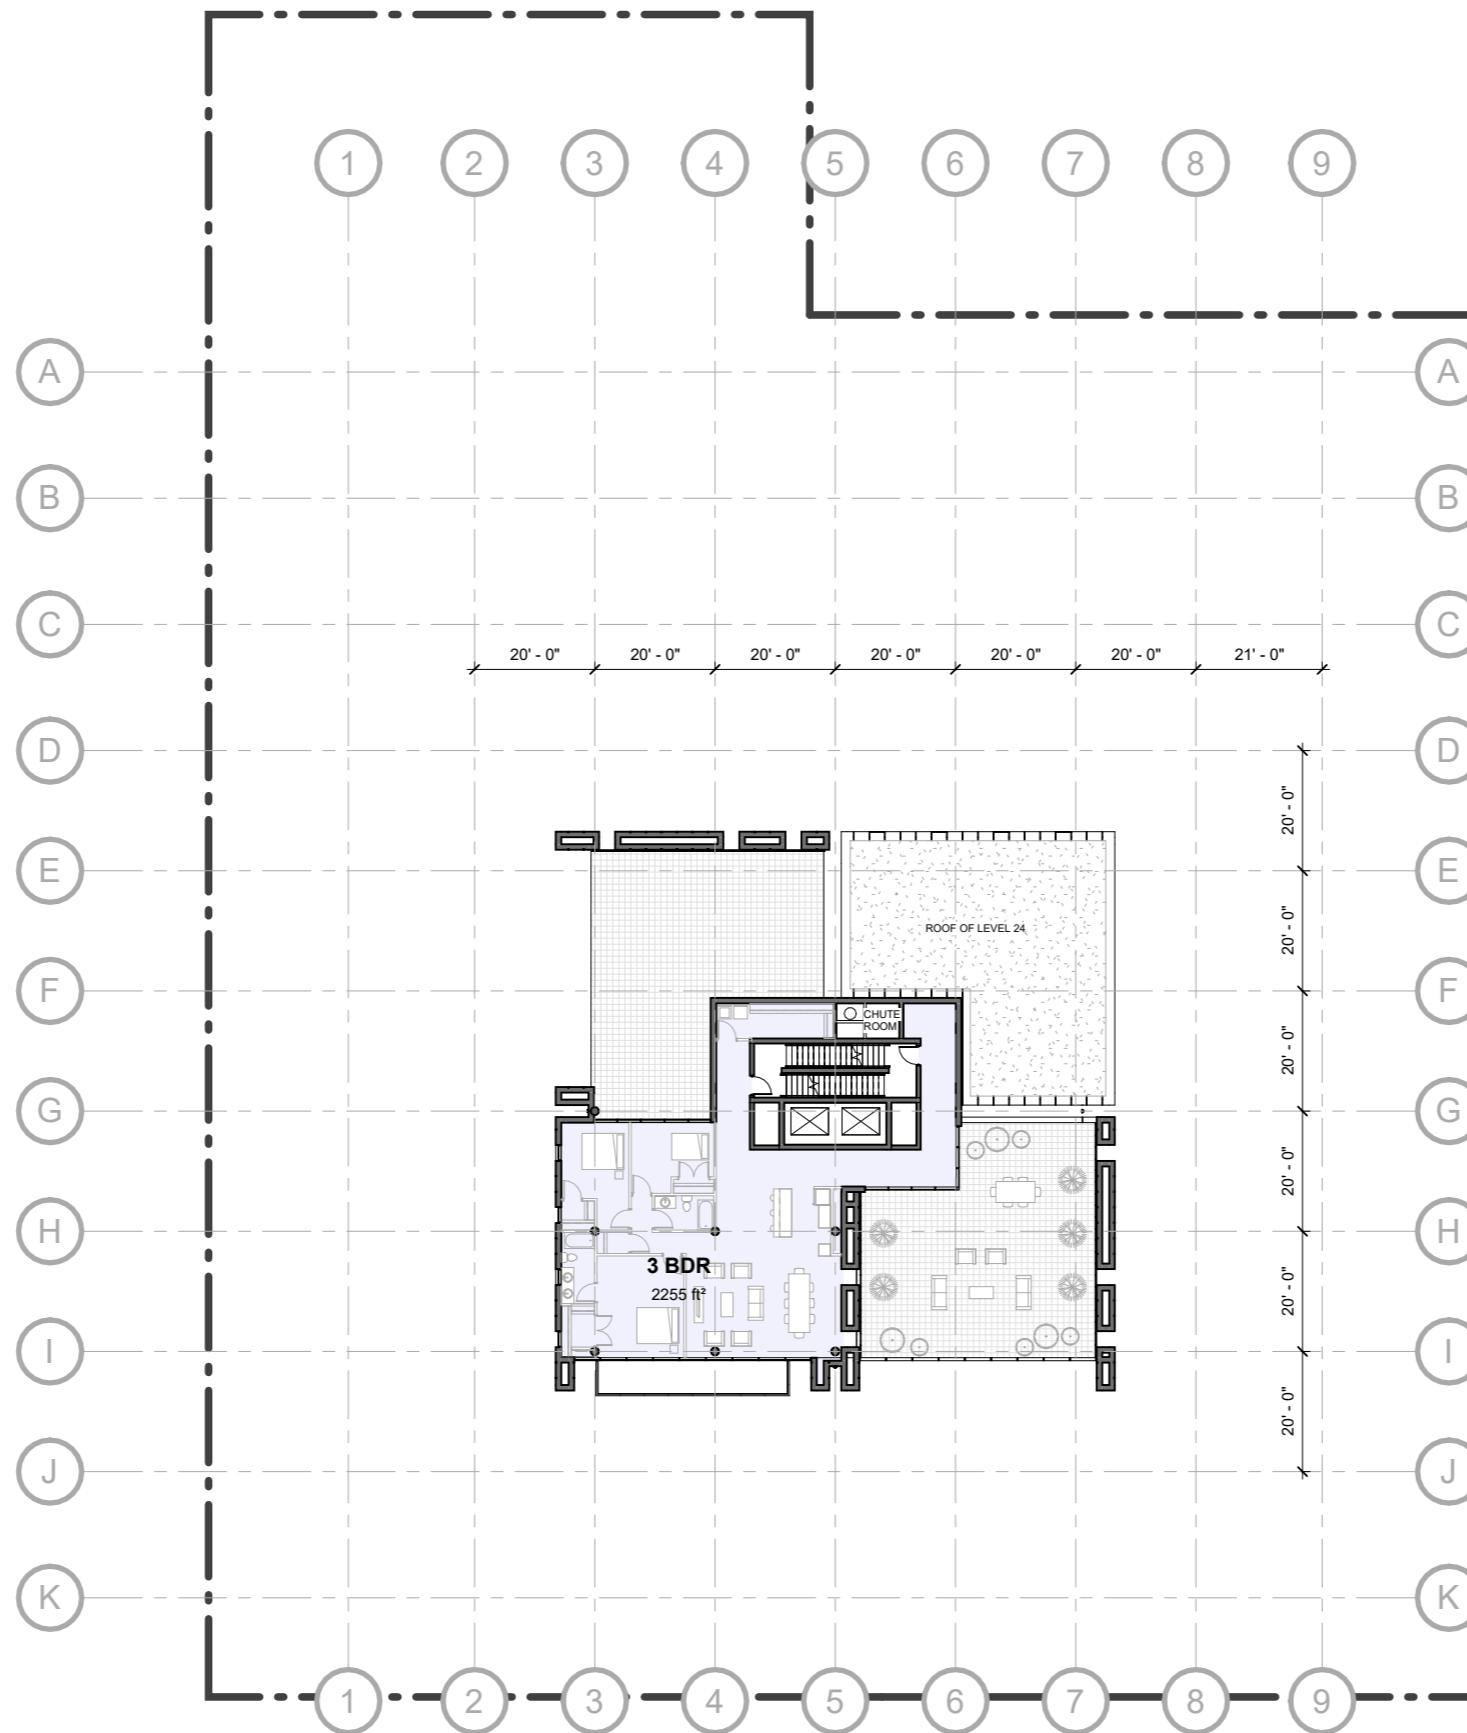 1 2 3 4 5 6 7 8 9
A A
B B
C C
20' - 0" 20' - 0" 20' - 0" 20' - 0" 20' - 0" 20' - 0" 21' - 0"
D D
20' - 0"
E E
ROOF OF LEVEL 24
20' - 0"
F F
CHUTE
ROOM
20' - 0"
G G
20' - 0"
H H
3 BDR
2255 ft²
20' - 0"
I I
20' - 0"
J J
K K
1 2 3 4 5 6 7 8 9